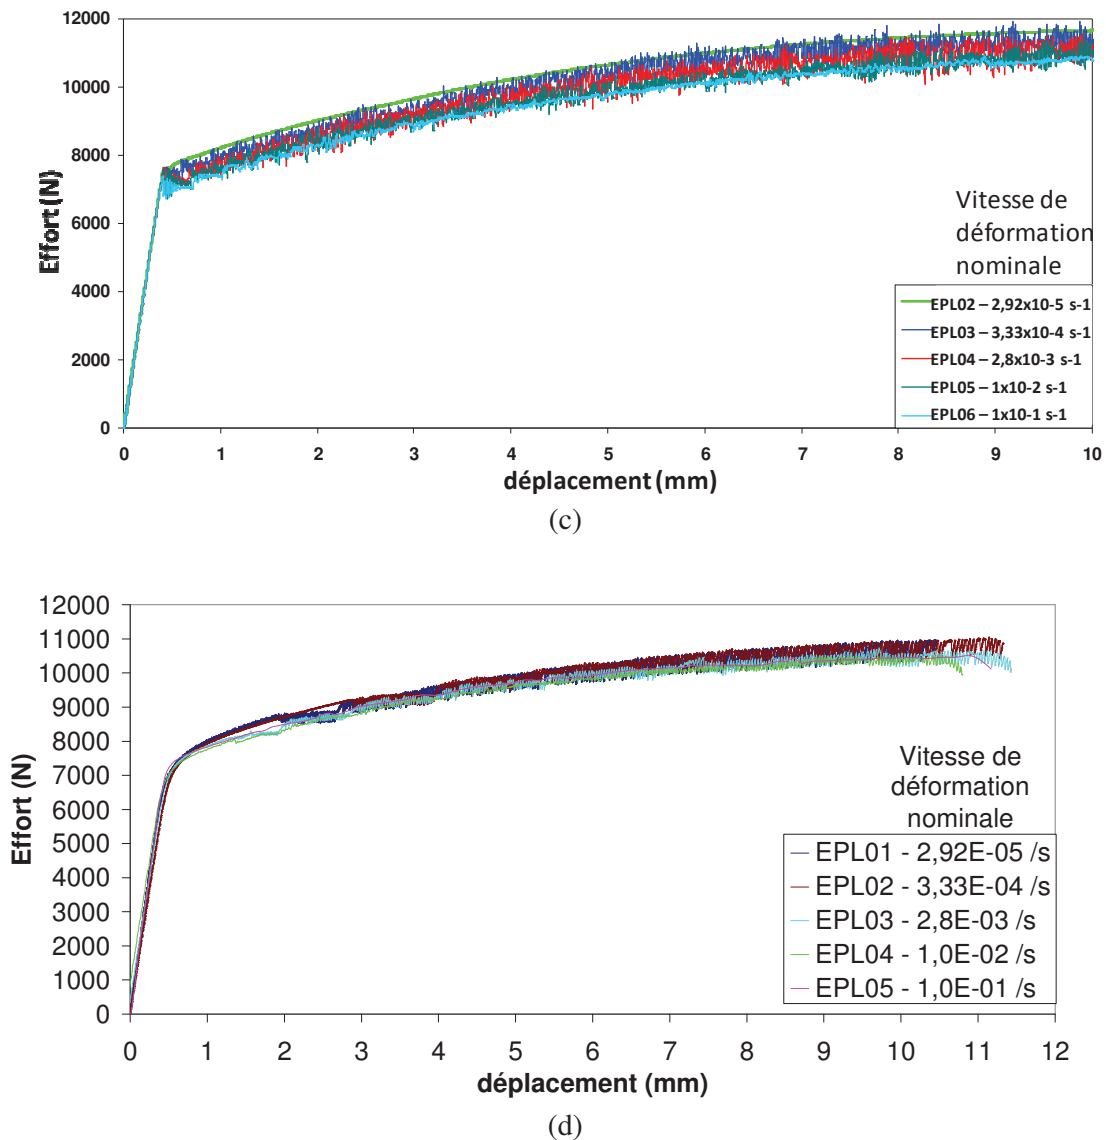 12000
10000
8000
6000
4000
2000
0
Effort (N)
Vitesse de
déformation
nominale
EPL02 – 2,92x10-5 s-1
EPL03 – 3,33x10-4 s-1
EPL04 – 2,8x10-3 s-1
EPL05 – 1x10-2 s-1
EPL06 – 1x10-1 s-1
0 1 2 3 4 5 6 7 8 9 10
déplacement (mm)
(c)
12000
11000
10000
9000
8000
7000
6000
5000
4000
3000
2000
1000
0
Effort (N)
Vitesse de
déformation
nominale
EPL01 - 2,92E-05 /s
EPL02 - 3,33E-04 /s
EPL03 - 2,8E-03 /s
EPL04 - 1,0E-02 /s
EPL05 - 1,0E-01 /s
0 1 2 3 4 5 6 7 8 9 10 11 12
déplacement (mm)
(d)